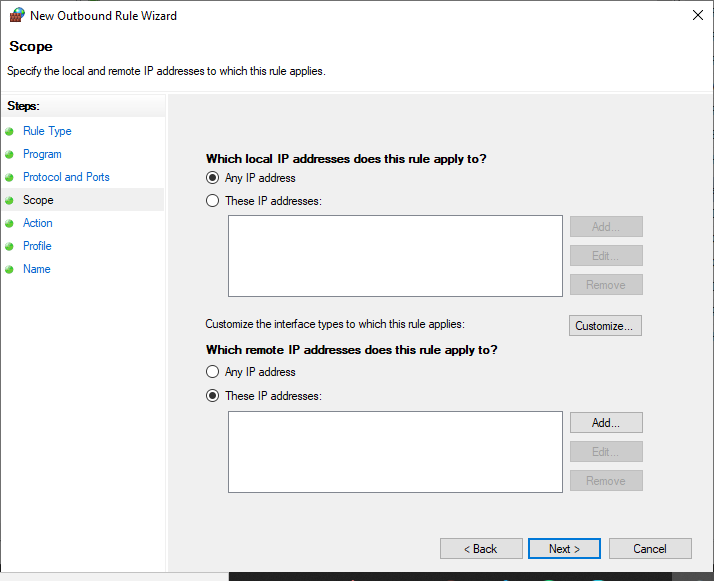 New Outbound Rule Wizard
Scope
Specify the local and remote IP addresses to which this rule applies.
Steps:
Rule Type
Program
Protocol and Ports
Scope
Action
Profile
Name
Which local IP addresses does this rule apply to?
Any IP address
These IP addresses:
Add...
Edit...
Remove
Customize the interface types to which this rule applies:
Customize...
Which remote IP addresses does this rule apply to?
Any IP address
These IP addresses:
Add...
Edit...
Remove
< Back
Next >
Cancel